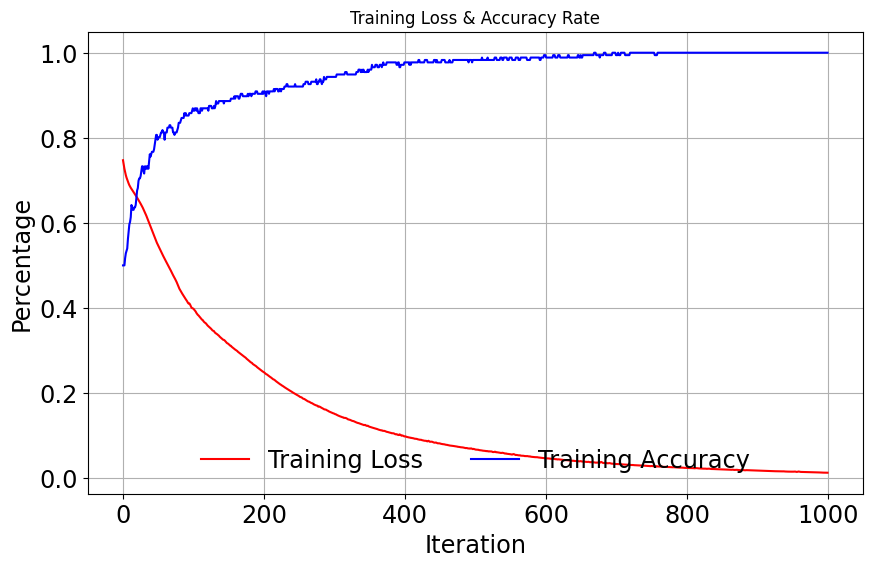 Training Loss & Accuracy Rate
1.0
0.8
0.6
0.4
0.2
0.0
Percentage
Training Loss Training Accuracy
0 200 400 600 800 1000
Iteration